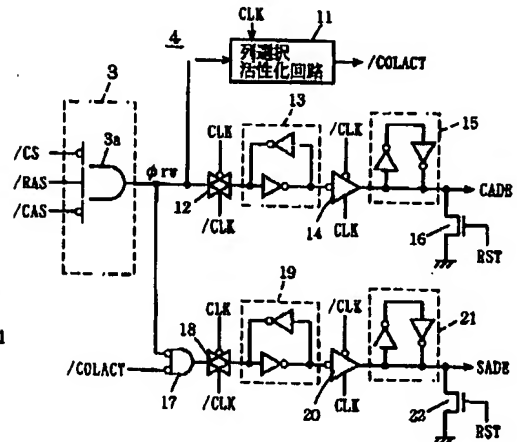 CLK
11
4
列選択
活性化回路
/COLACT
3
3a
/CS
/RAS
/CAS
φrw
CLK
12
/CLK
13
/CLK
14
CLK
15
CADE
16
RST
/COLACT
17
CLK
18
/CLK
19
/CLK
20
CLK
21
SADE
22
RST
1